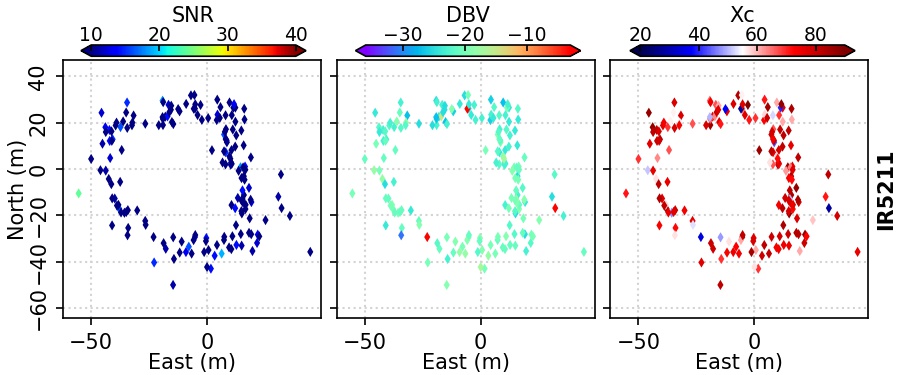 SNR
DBV
Xc
10 20 30 40
−30 −20 −10
20 40 60 80
North (m)
40
20
0
−20
−40
−60
IR5211
−50 0
−50 0
−50 0
East (m)
East (m)
East (m)